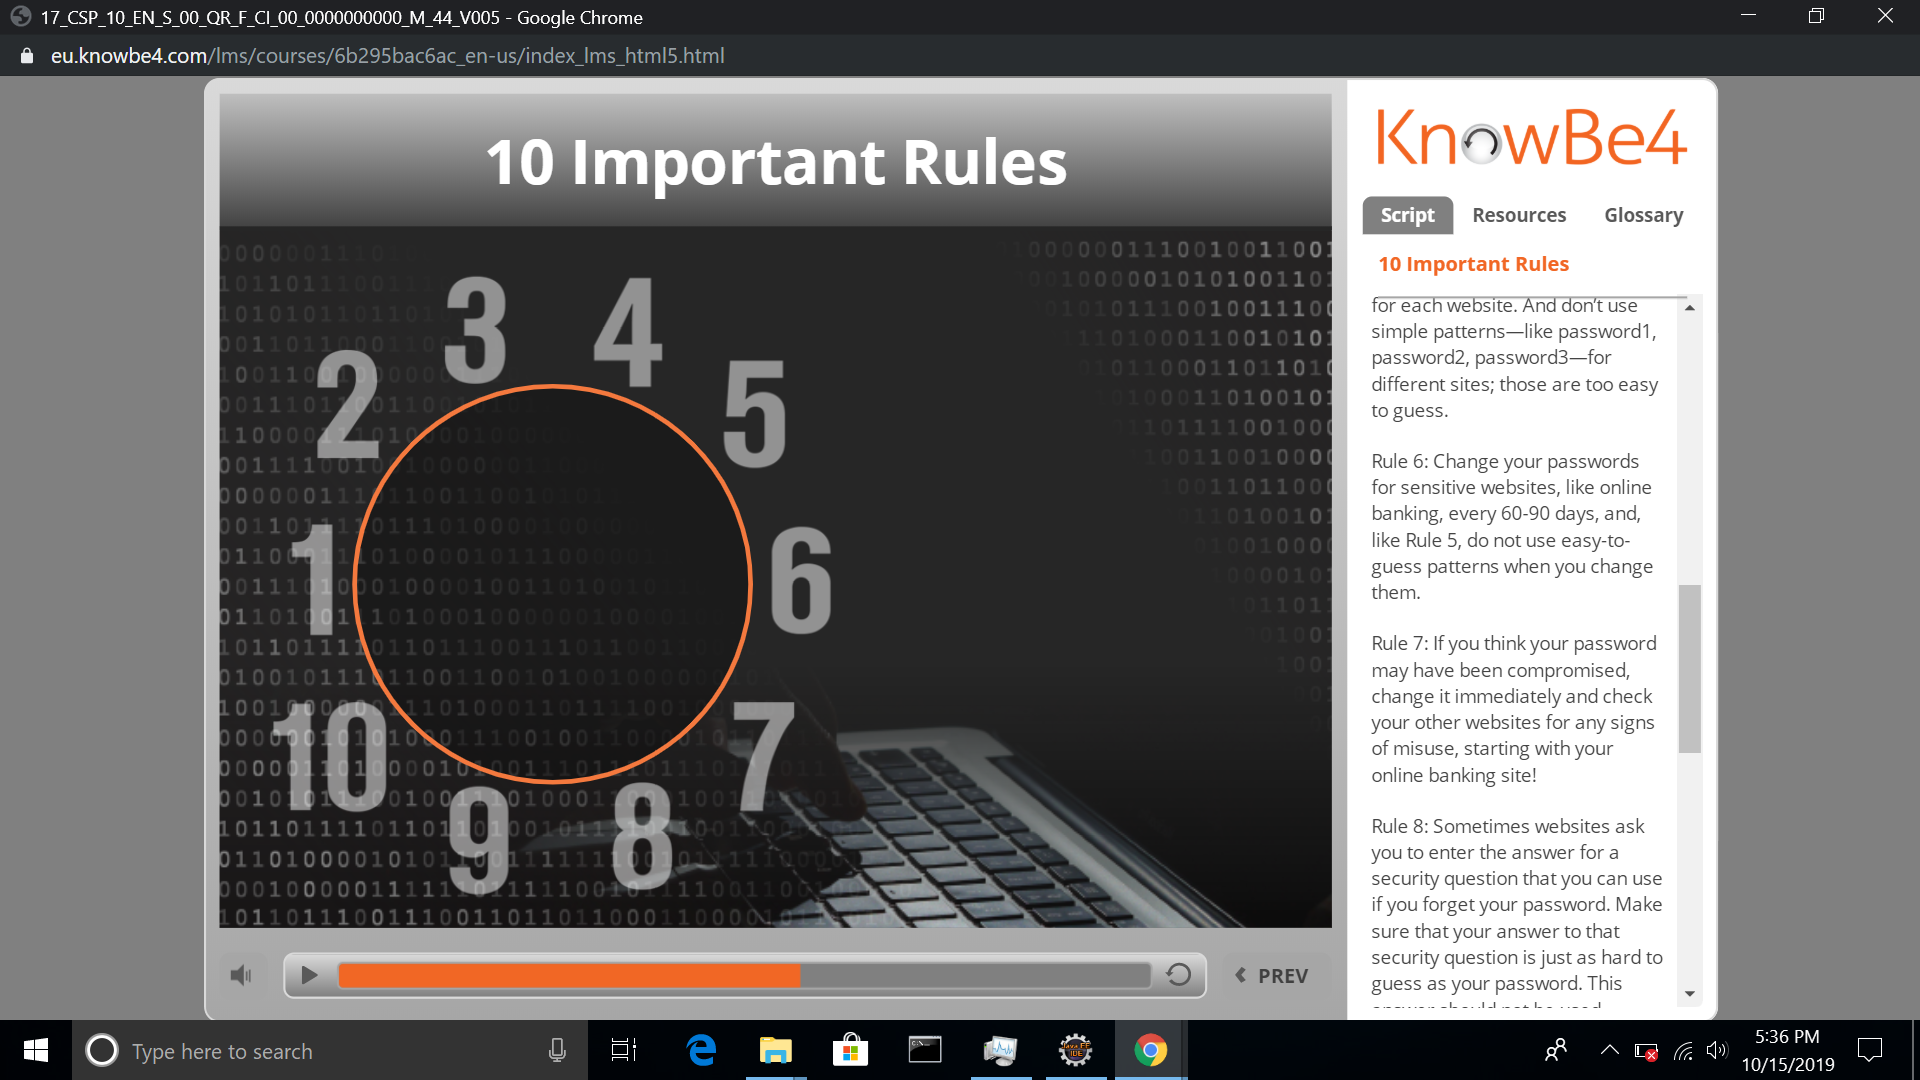 17_CSP_10_EN_S_00_QR_F_CI_00_0000000000_M_44_V005 - Google Chrome
eu.knowbe4.com/lms/courses/6b295bac6ac_en-us/index_lms_html5.html
10 Important Rules
1
2
3
4
5
6
7
8
9
10
PREV
KnowBe4
Script Resources Glossary
10 Important Rules
for each website. And don’t use
simple patterns—like password1,
password2, password3—for
different sites; those are too easy
to guess.
Rule 6: Change your passwords
for sensitive websites, like online
banking, every 60-90 days, and,
like Rule 5, do not use easy-to-
guess patterns when you change
them.
Rule 7: If you think your password
may have been compromised,
change it immediately and check
your other websites for any signs
of misuse, starting with your
online banking site!
Rule 8: Sometimes websites ask
you to enter the answer for a
security question that you can use
if you forget your password. Make
sure that your answer to that
security question is just as hard to
guess as your password. This
Type here to search
5:36 PM
10/15/2019